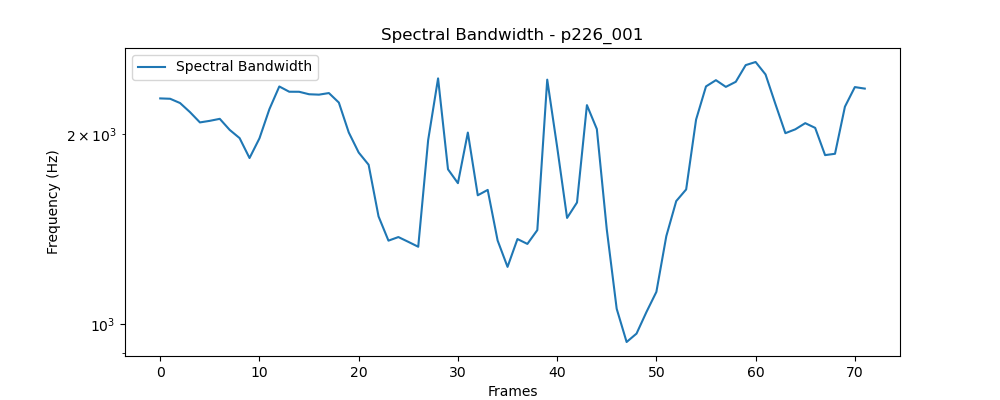 Spectral Bandwidth - p226_001
Spectral Bandwidth
Frequency (Hz)
2 × 10³
10³
0 10 20 30 40 50 60 70
Frames